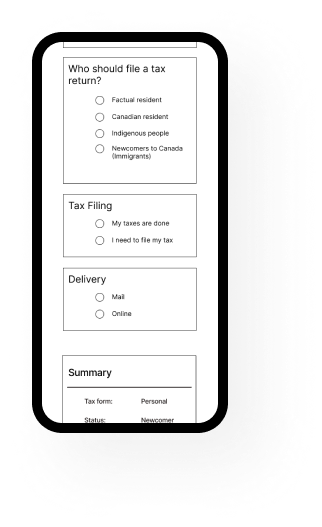 Who should file a tax
return?
Factual resident
Canadian resident
Indigenous people
Newcomers to Canada
(Immigrants)
Tax Filing
My taxes are done
I need to file my tax
Delivery
Mail
Online
Summary
Tax form: Personal
Status: Newcomer